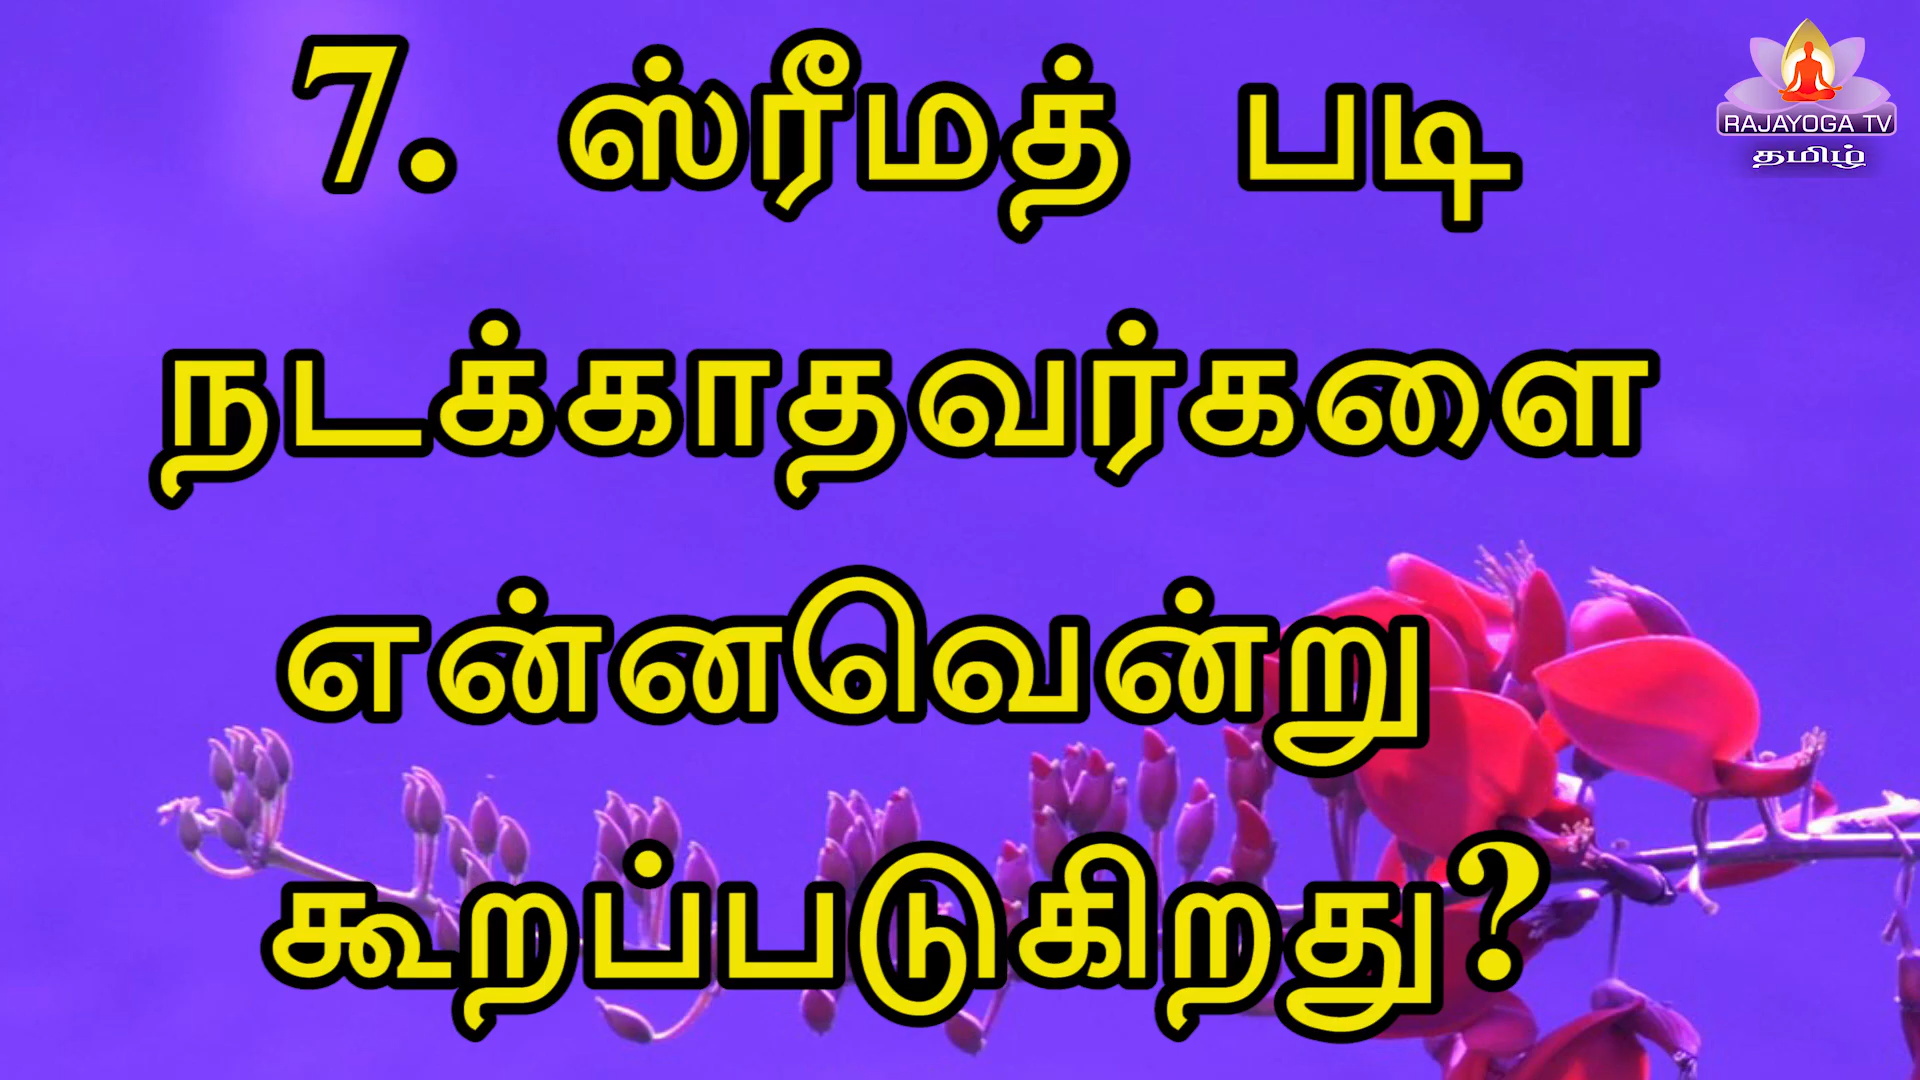 7. ஸ்ரீமத் படி
நடக்காதவர்களை
என்னவென்று
கூறப்படுகிறது?
RAJAYOGA TV
தமிழ்